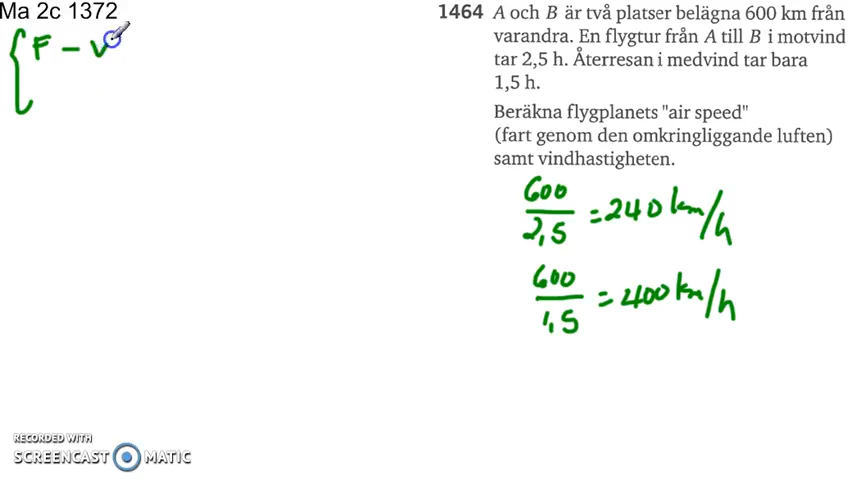 Ma 2c 1372
{ F - v
1464 A och B är två platser belägna 600 km från
varandra. En flygtur från A till B i motvind
tar 2,5 h. Återresan i medvind tar bara
1,5 h.
Beräkna flygplanets "air speed"
(fart genom den omkringliggande luften)
samt vindhastigheten.
600
2,5
= 240 km/h
600
1,5
= 400 km/h
RECORDED WITH
SCREENCAST MATIC